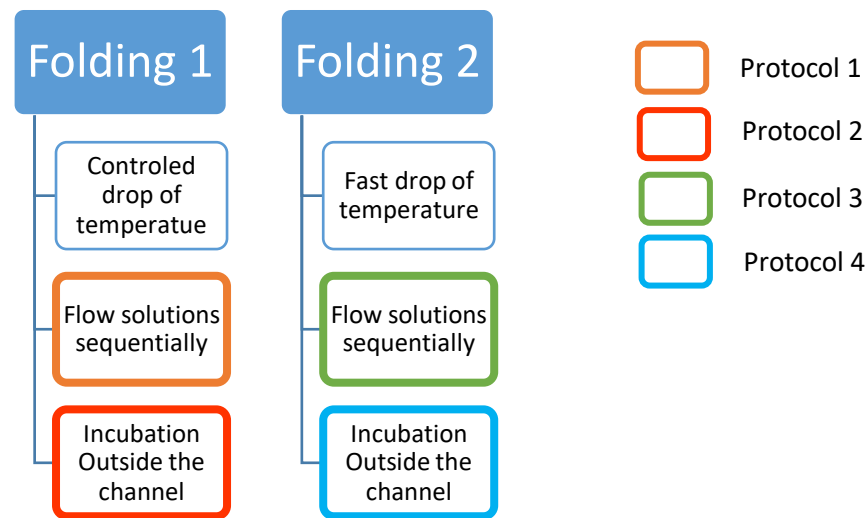 Folding 1
Controled
drop of
temperatue
Flow solutions
sequentially
Incubation
Outside the
channel
Folding 2
Fast drop of
temperature
Flow solutions
sequentially
Incubation
Outside the
channel
Protocol 1
Protocol 2
Protocol 3
Protocol 4